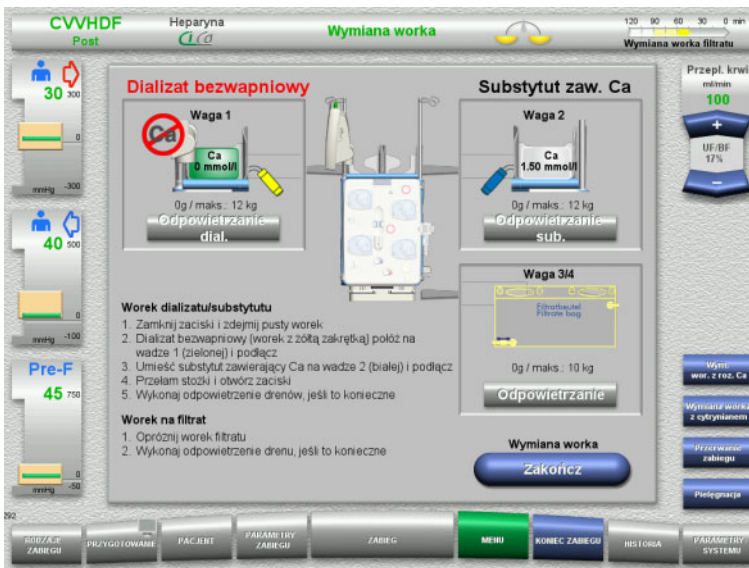 CVVHDF
Post
Heparyna
CiCa
Wymiana worka
120 90 60 30 0 min
Wymiana worka filtratu
30 300
0
mmHg -300
40 500
0
mmHg -100
Pre-F
45 750
0
mmHg -50
Dializat bezwapniowy
Waga 1
Ca
Ca
0 mmol/l
0g / maks.: 12 kg
Odpowietrzanie
dial.
Substytut zaw. Ca
Waga 2
Ca
1.50 mmol/l
0g / maks.: 12 kg
Odpowietrzanie
sub.
Waga 3/4
Filtratbeutel
Filtrate bag
0g / maks.: 10 kg
Odpowietrzanie
Worek dializatu/substytutu
1. Zamknij zaciski i zdejmij pusty worek
2. Dializat bezwapniowy (worek z żółtą zakrętką) połóż na
wadze 1 (zielonej) i podłącz
3. Umieść substytut zawierający Ca na wadze 2 (białej) i podłącz
4. Przełam stożki i otwórz zaciski
5. Wykonaj odpowietrzenie drenów, jeśli to konieczne
Worek na filtrat
1. Opróżnij worek filtratu
2. Wykonaj odpowietrzenie drenu, jeśli to konieczne
Wymiana worka
Zakończ
Przepł. krwi
ml/min
100
+
UF/BF
17%
−
Wym.
wor. z roz. Ca
Wymiana worka
z cytrynianem
Przerwanie
zabiegu
Pielęgnacja
292
RODZAJE
ZABIEGU
PRZYGOTOWANIE
PACJENT
PARAMETRY
ZABIEGU
ZABIEG
MENU
KONIEC ZABIEGU
HISTORIA
PARAMETRY
SYSTEMU